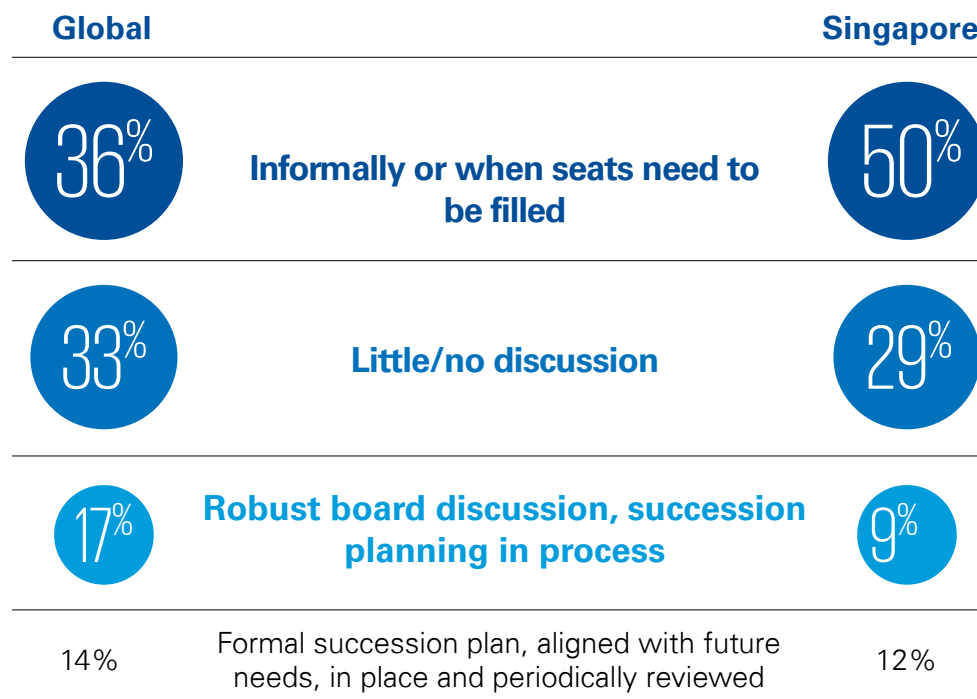 Global Singapore
36% Informally or when seats need to 50%
be filled
33% Little/no discussion 29%
17% Robust board discussion, succession 9%
planning in process
14% Formal succession plan, aligned with future 12%
needs, in place and periodically reviewed